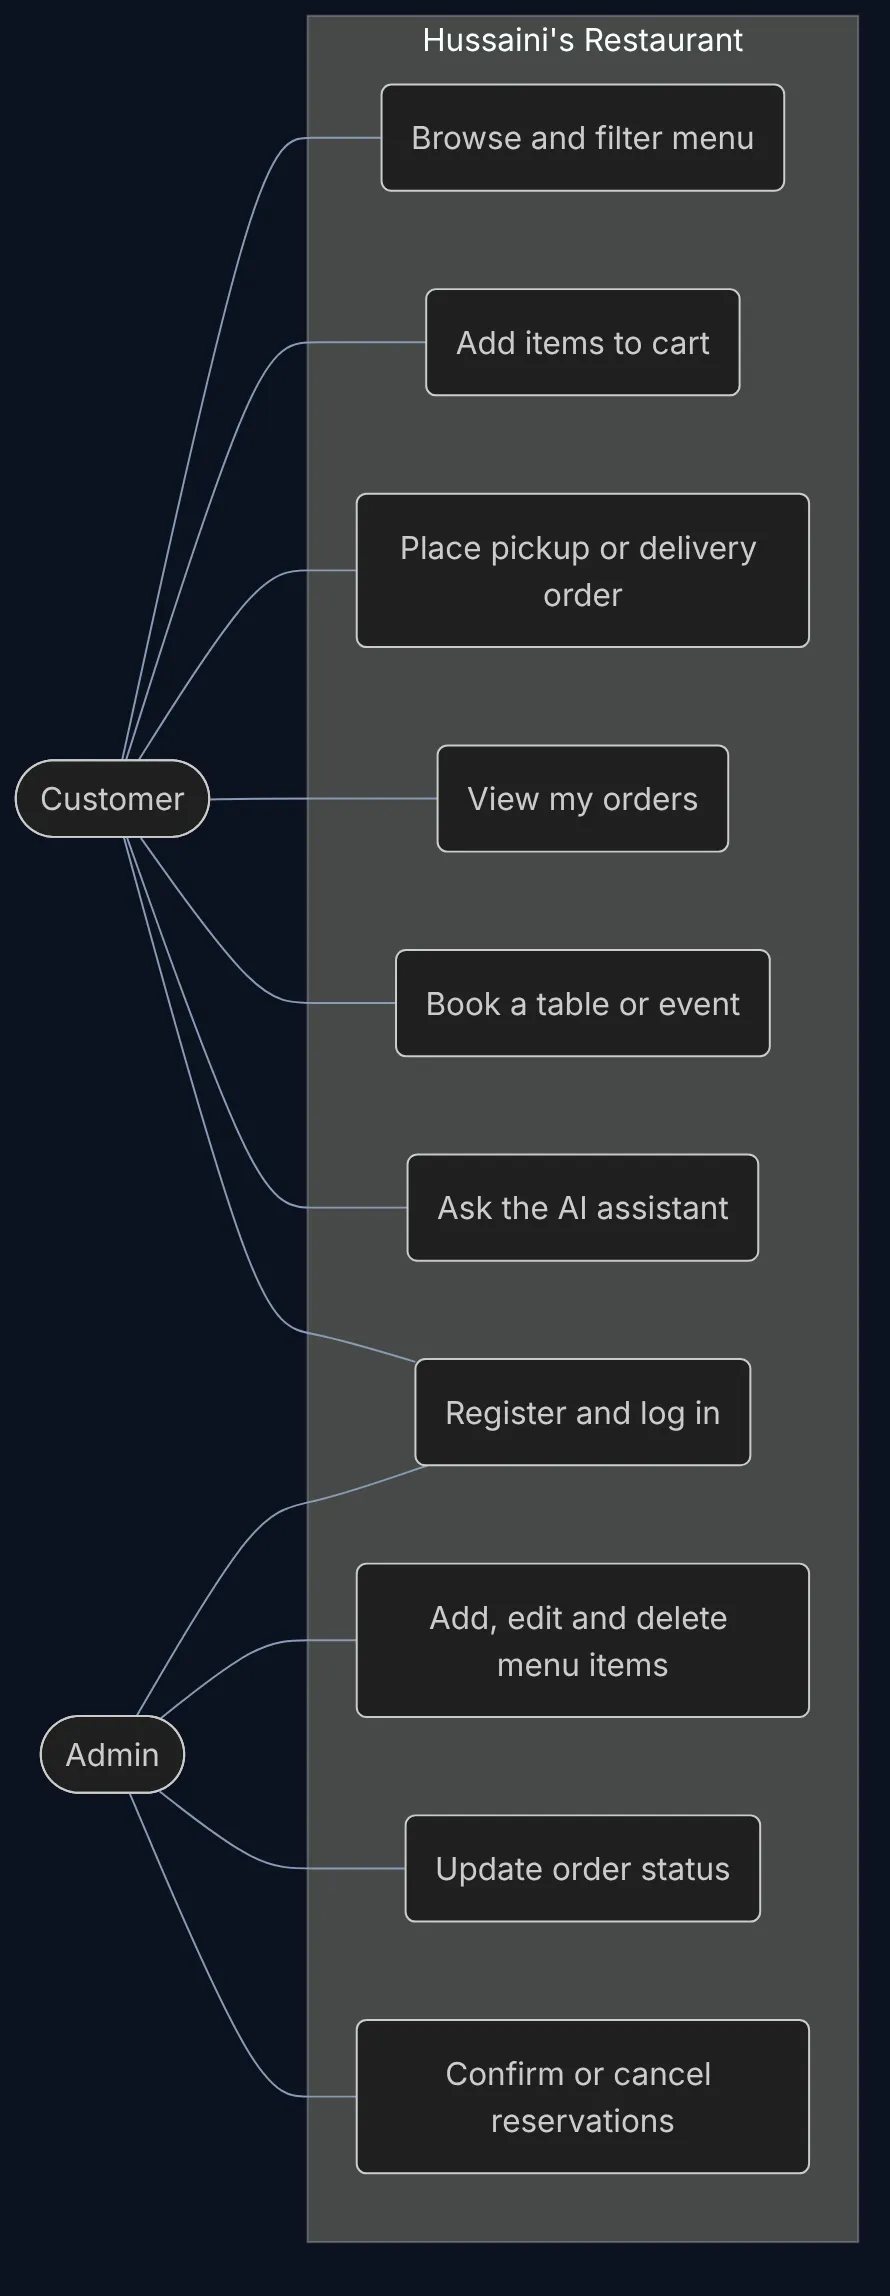 Hussaini's Restaurant
Browse and filter menu
Add items to cart
Place pickup or delivery
order
Customer
View my orders
Book a table or event
Ask the AI assistant
Register and log in
Add, edit and delete
menu items
Admin
Update order status
Confirm or cancel
reservations